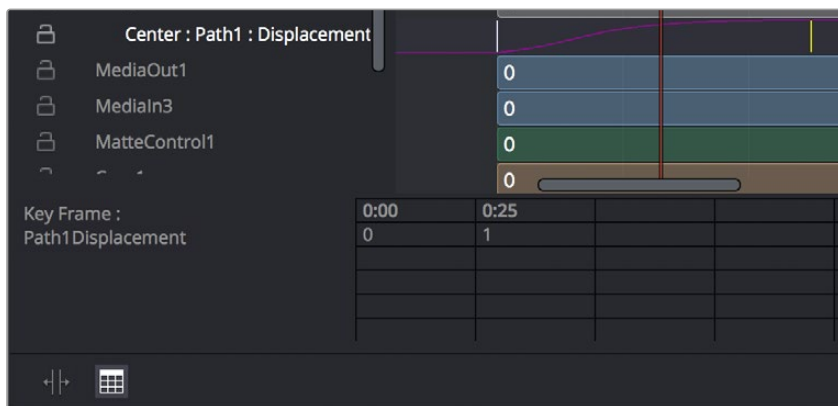 Center : Path1 : Displacement
MediaOut1
0
MediaIn3
0
MatteControl1
0
0
Key Frame :
0:00
0:25
Path1Displacement
0
1